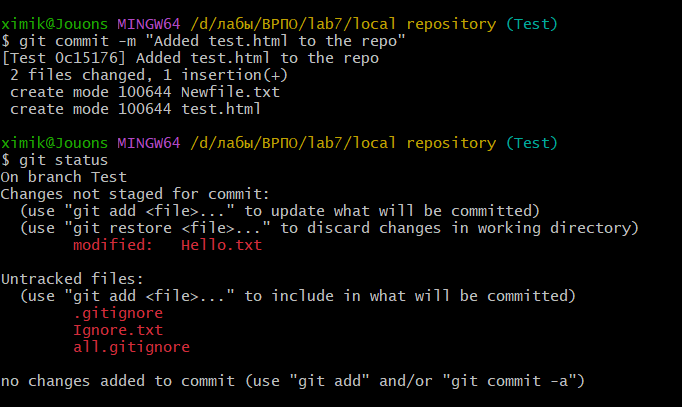 ximik@Jouons MINGW64 /d/лабы/ВРПО/lab7/local repository (Test)
$ git commit -m "Added test.html to the repo"
[Test 0c15176] Added test.html to the repo
 2 files changed, 1 insertion(+)
 create mode 100644 Newfile.txt
 create mode 100644 test.html

ximik@Jouons MINGW64 /d/лабы/ВРПО/lab7/local repository (Test)
$ git status
On branch Test
Changes not staged for commit:
  (use "git add <file>..." to update what will be committed)
  (use "git restore <file>..." to discard changes in working directory)
        modified:   Hello.txt

Untracked files:
  (use "git add <file>..." to include in what will be committed)
        .gitignore
        Ignore.txt
        all.gitignore

no changes added to commit (use "git add" and/or "git commit -a")